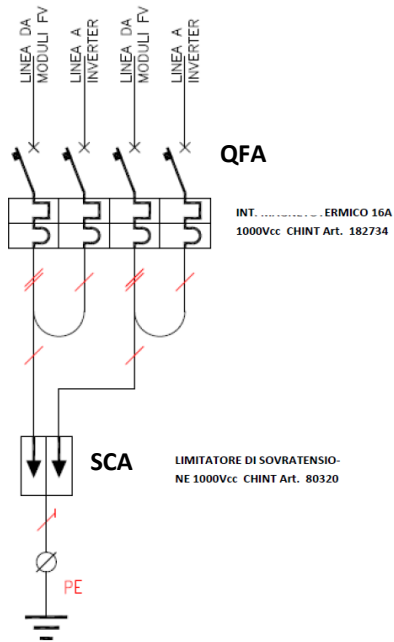 LINEA DA
MODULI FV
LINEA A
INVERTER
LINEA DA
MODULI FV
LINEA A
INVERTER
QFA
INT. ERMICO 16A
1000Vcc CHINT Art. 182734
SCA
LIMITATORE DI SOVRATENSIO-
NE 1000Vcc CHINT Art. 80320
PE